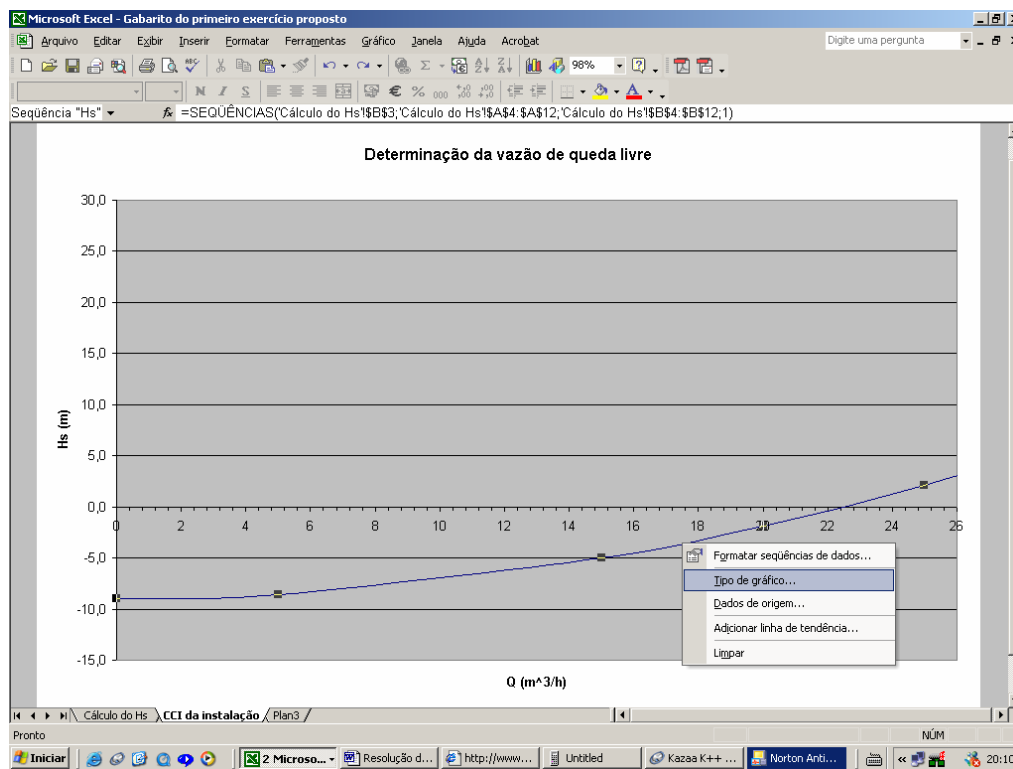 Microsoft Excel - Gabarito do primeiro exercício proposto
Arquivo Editar Exibir Inserir Formatar Ferramentas Gráfico Janela Ajuda Acrobat Digite uma pergunta
98%
N I S % 000
Seqüência "Hs" fx =SEQÜÊNCIAS('Cálculo do Hs'!$B$3;'Cálculo do Hs'!$A$4:$A$12;'Cálculo do Hs'!$B$4:$B$12;1)
Determinação da vazão de queda livre
30,0
25,0
20,0
15,0
10,0
5,0
0,0
-5,0
-10,0
-15,0
Hs (m)
0 2 4 6 8 10 12 14 16 18 20 22 24 26
Q (m^3/h)
Formatar seqüências de dados...
Tipo de gráfico...
Dados de origem...
Adicionar linha de tendência...
Limpar
Cálculo do Hs CCI da instalação Plan3
Pronto NÚM
Iniciar 2 Microso... Resolução d... http://www... Untitled Kazaa K++ ... Norton Anti... 20:10